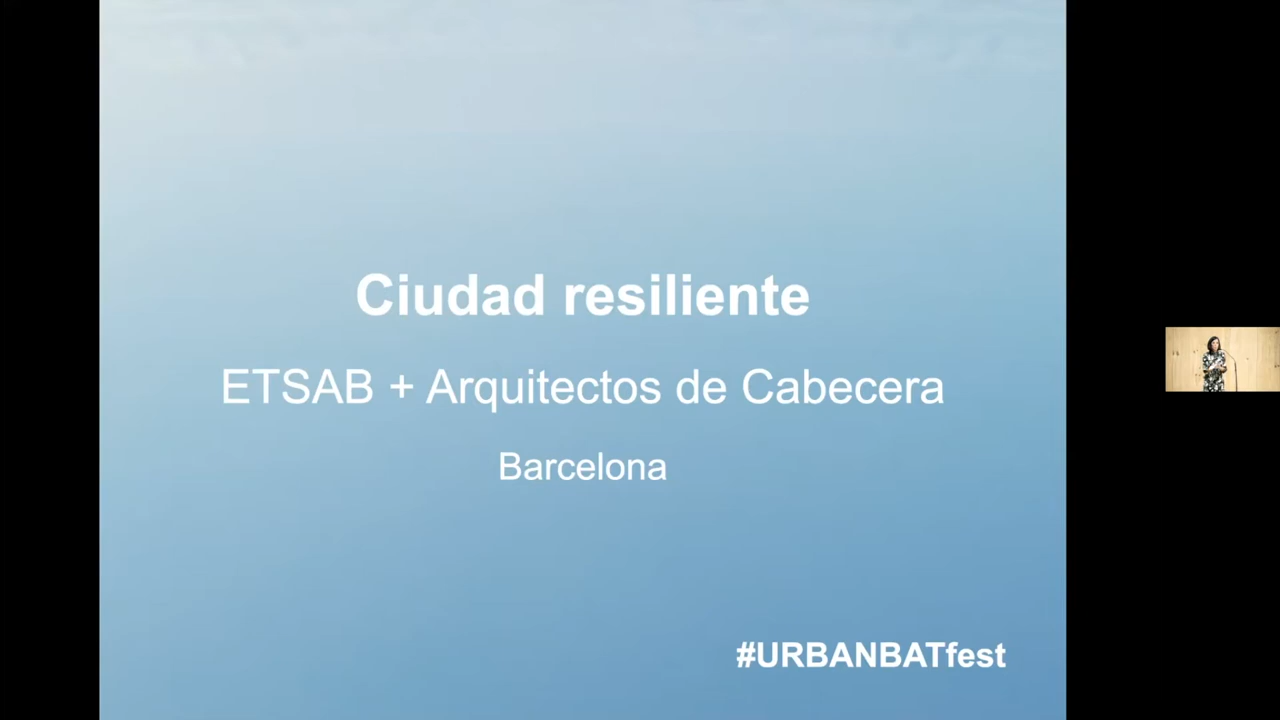 Ciudad resiliente
ETSAB + Arquitectos de Cabecera
Barcelona
#URBANBATfest